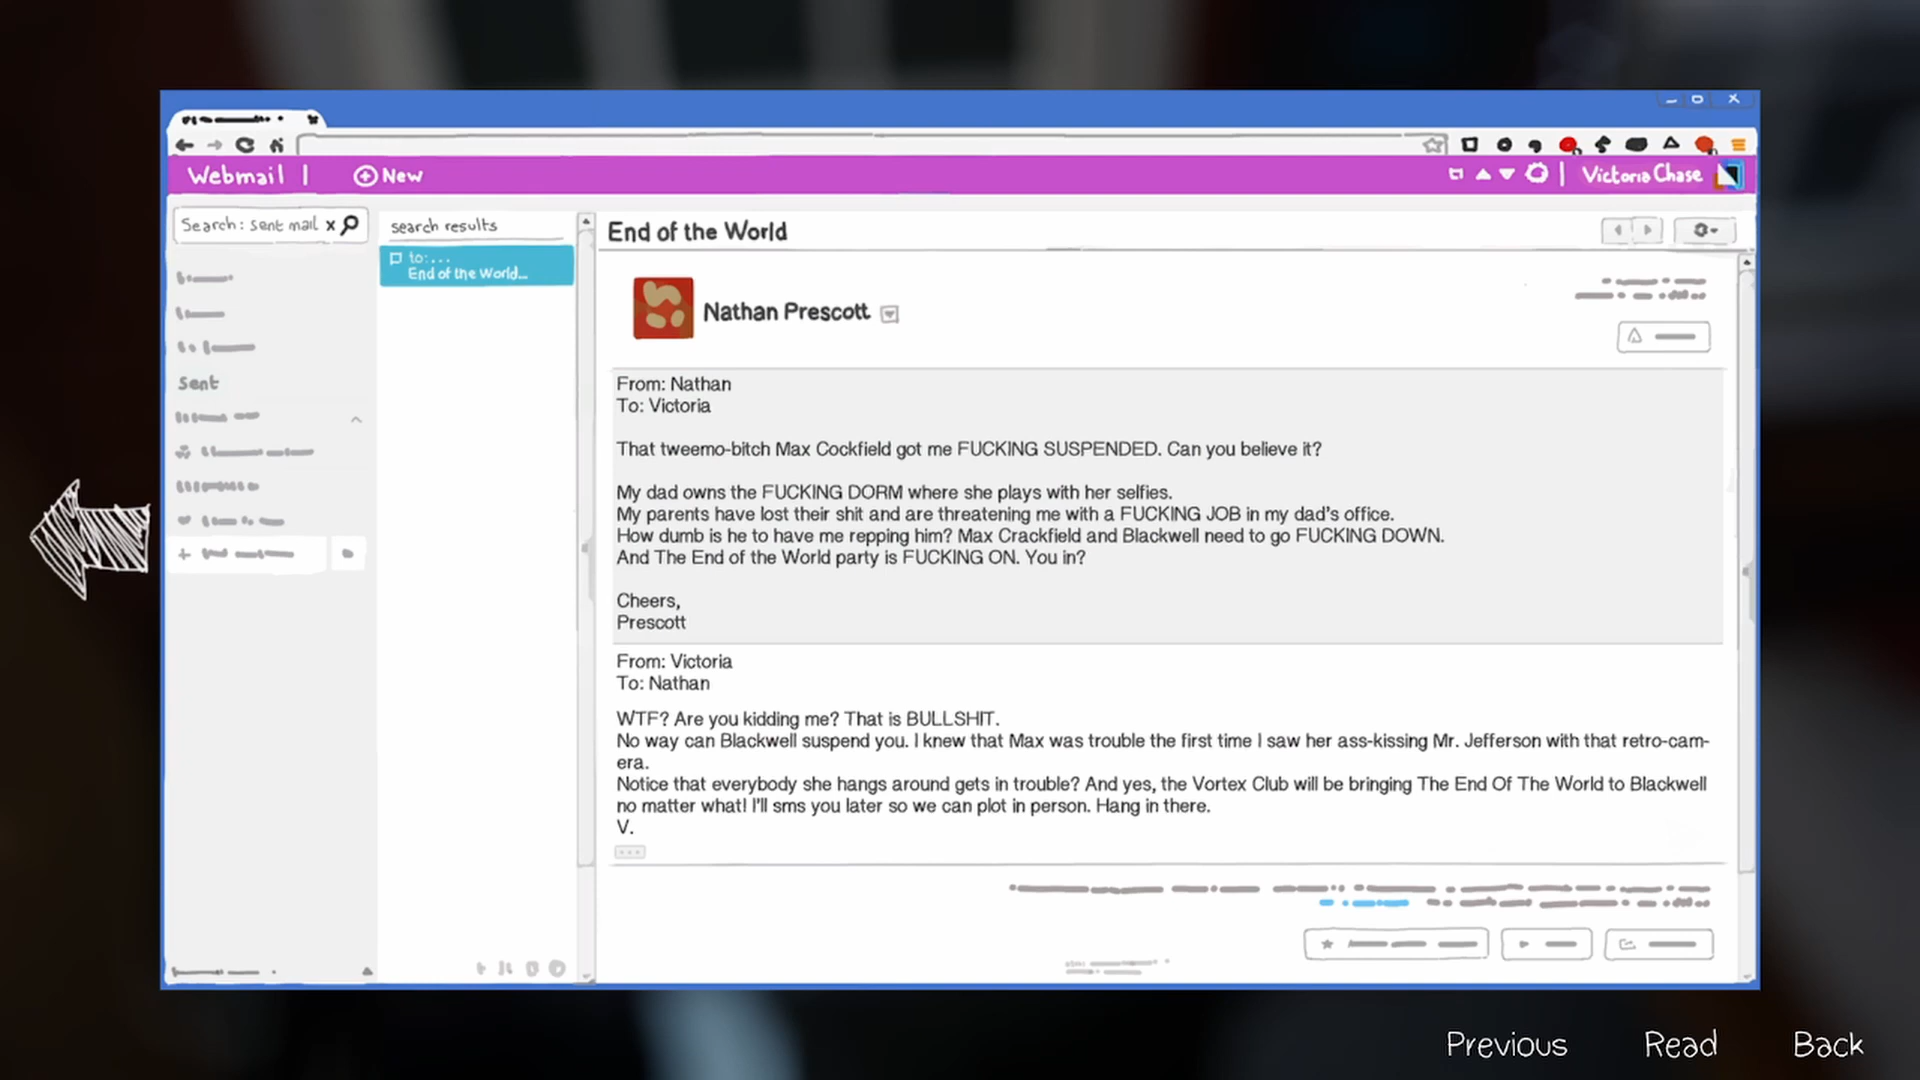 Webmail | New
Victoria Chase
Search: sent mail x
search results
to:...
End of the World...
Sent
End of the World
Nathan Prescott
From: Nathan
To: Victoria
That tweemo-bitch Max Cockfield got me FUCKING SUSPENDED. Can you believe it?
My dad owns the FUCKING DORM where she plays with her selfies.
My parents have lost their shit and are threatening me with a FUCKING JOB in my dad's office.
How dumb is he to have me repping him? Max Crackfield and Blackwell need to go FUCKING DOWN.
And The End of the World party is FUCKING ON. You in?
Cheers,
Prescott
From: Victoria
To: Nathan
WTF? Are you kidding me? That is BULLSHIT.
No way can Blackwell suspend you. I knew that Max was trouble the first time I saw her ass-kissing Mr. Jefferson with that retro-cam-
era.
Notice that everybody she hangs around gets in trouble? And yes, the Vortex Club will be bringing The End Of The World to Blackwell
no matter what! I'll sms you later so we can plot in person. Hang in there.
V.
Previous
Read
Back